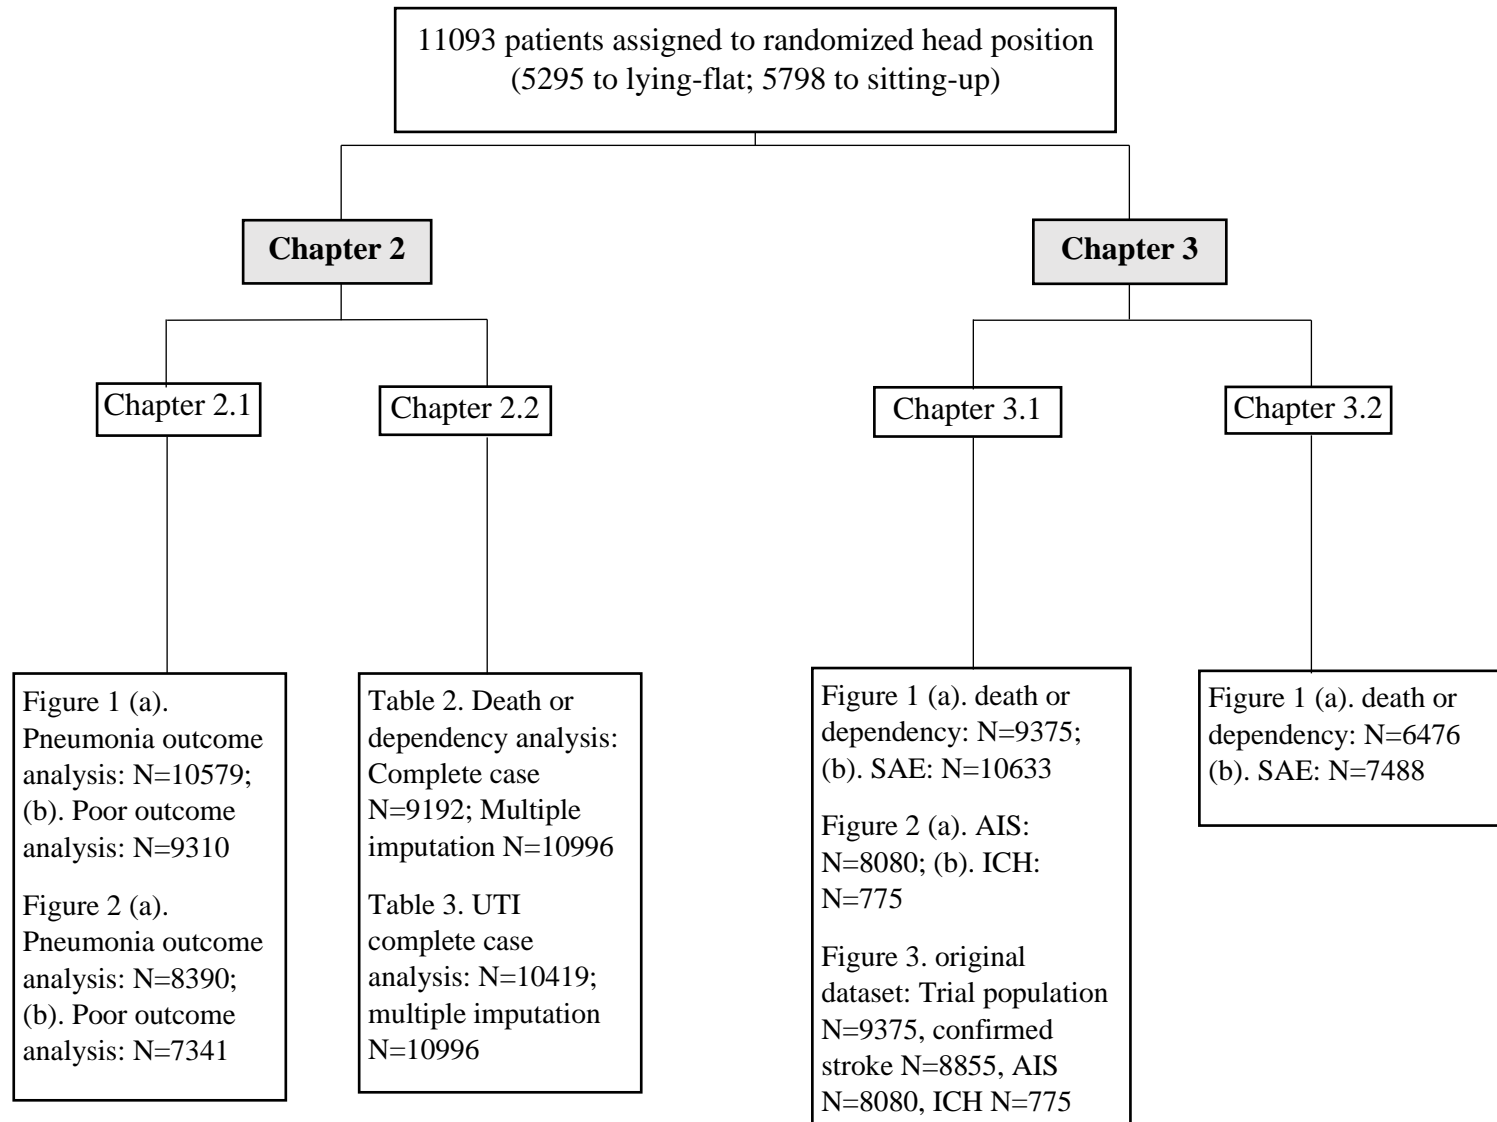 11093 patients assigned to randomized head position
(5295 to lying-flat; 5798 to sitting-up)
Chapter 2
Chapter 3
Chapter 2.1
Chapter 2.2
Chapter 3.1
Chapter 3.2
Figure 1 (a).
Pneumonia outcome
analysis: N=10579;
(b). Poor outcome
analysis: N=9310
Figure 2 (a).
Pneumonia outcome
analysis: N=8390;
(b). Poor outcome
analysis: N=7341
Table 2. Death or
dependency analysis:
Complete case
N=9192; Multiple
imputation N=10996
Table 3. UTI
complete case
analysis: N=10419;
multiple imputation
N=10996
Figure 1 (a). death or
dependency: N=9375;
(b). SAE: N=10633
Figure 2 (a). AIS:
N=8080; (b). ICH:
N=775
Figure 3. original
dataset: Trial population
N=9375, confirmed
stroke N=8855, AIS
N=8080, ICH N=775
Figure 1 (a). death or
dependency: N=6476
(b). SAE: N=7488